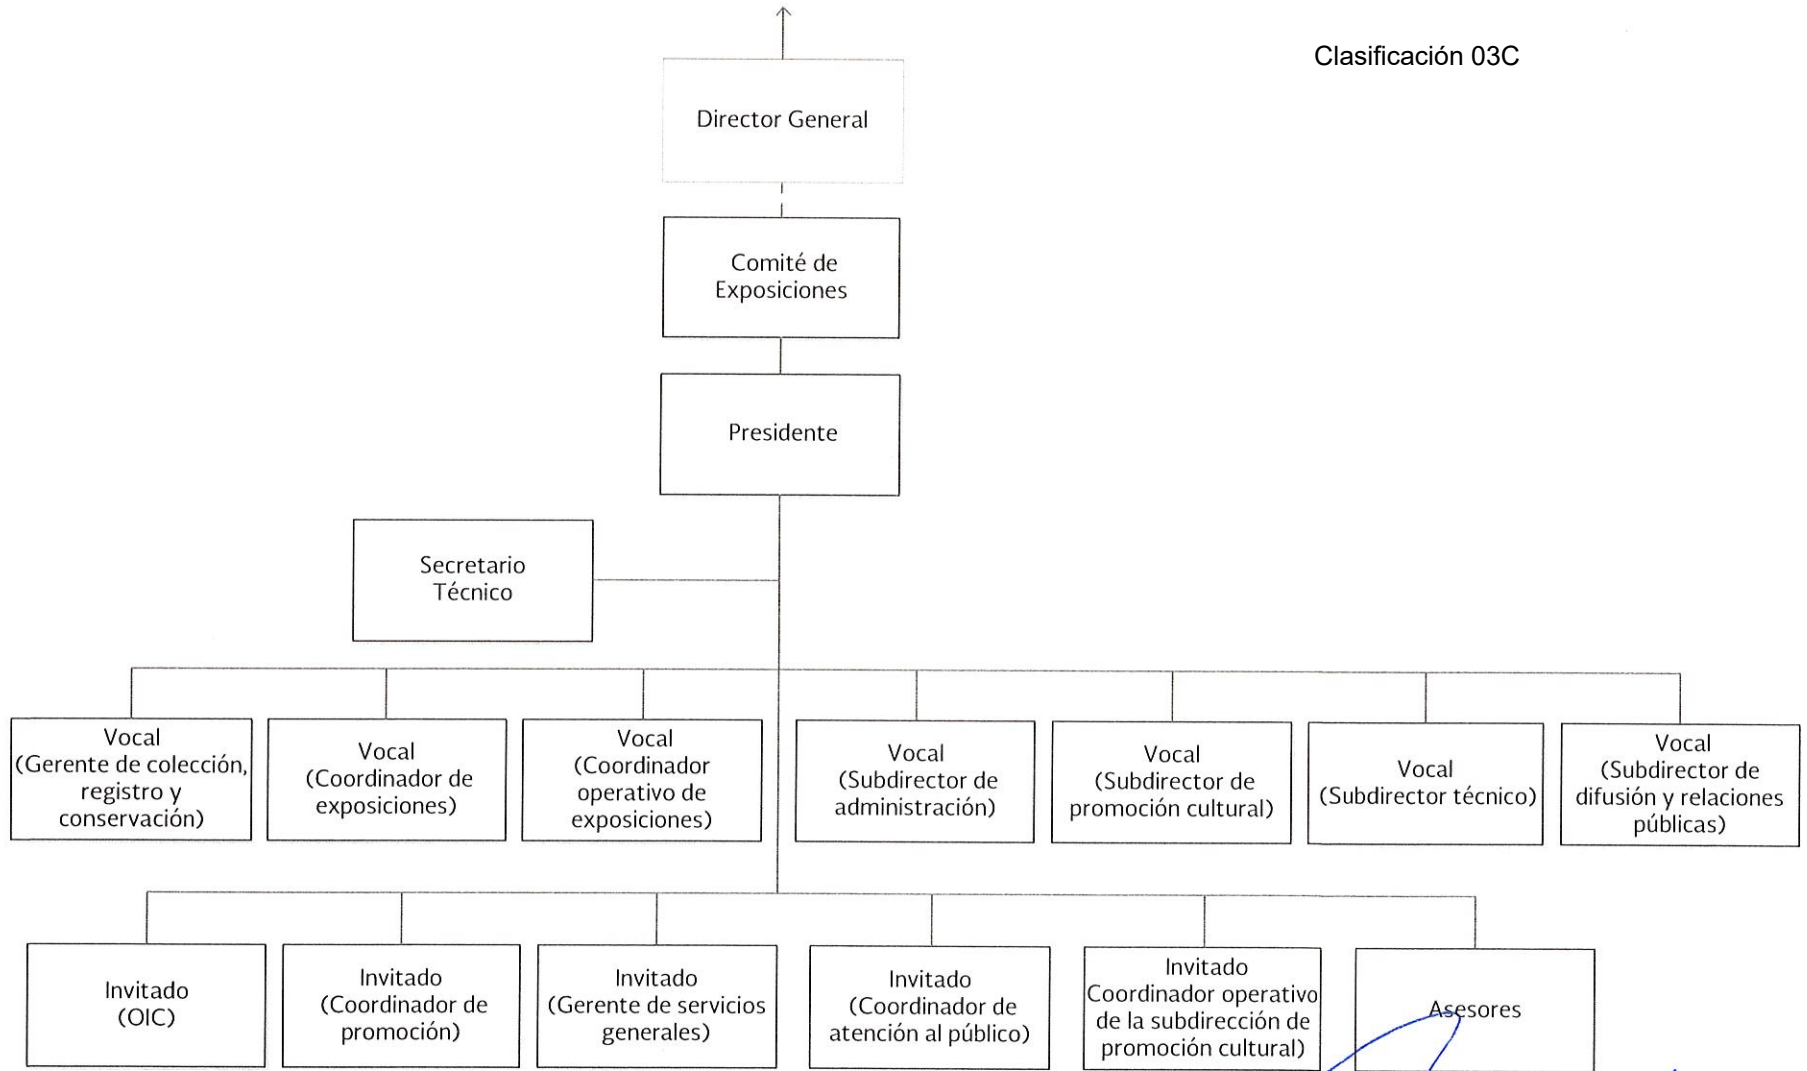 Clasificación 03C
Director General
Comité de
Exposiciones
Presidente
Secretario
Técnico
Vocal
(Gerente de colección,
registro y
conservación)
Vocal
(Coordinador de
exposiciones)
Vocal
(Coordinador
operativo de
exposiciones)
Vocal
(Subdirector de
administración)
Vocal
(Subdirector de
promoción cultural)
Vocal
(Subdirector técnico)
Vocal
(Subdirector de
difusión y relaciones
públicas)
Invitado
(OIC)
Invitado
(Coordinador de
promoción)
Invitado
(Gerente de servicios
generales)
Invitado
(Coordinador de
atención al público)
Invitado
Coordinador operativo
de la subdirección de
promoción cultural)
Asesores